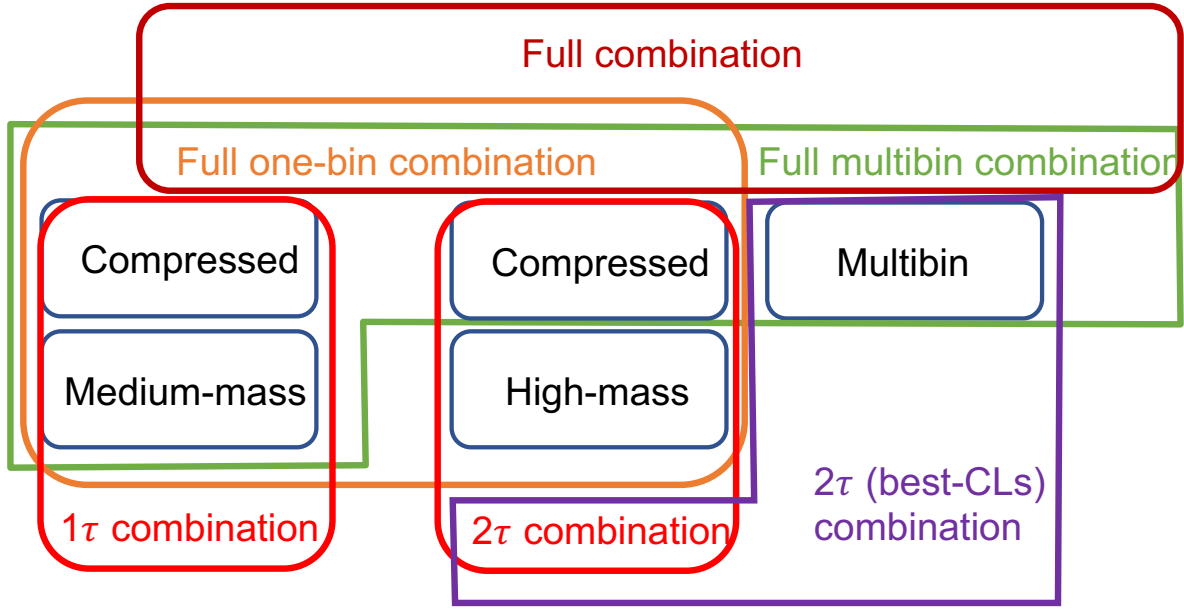 Full combination
Full one-bin combination
Full multibin combination
Compressed
Compressed
Multibin
Medium-mass
High-mass
1τ combination
2τ combination
2τ (best-CLs)
combination